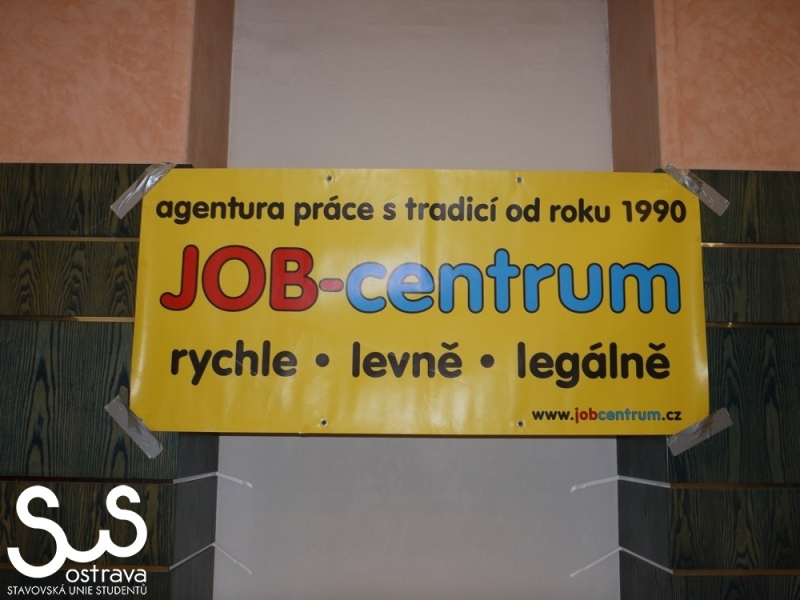 agentura práce s tradicí od roku 1990
JOB-centrum
rychle • levně • legálně
www.jobcentrum.cz
SUS
ostrava
STAVOVSKÁ UNIE STUDENTŮ